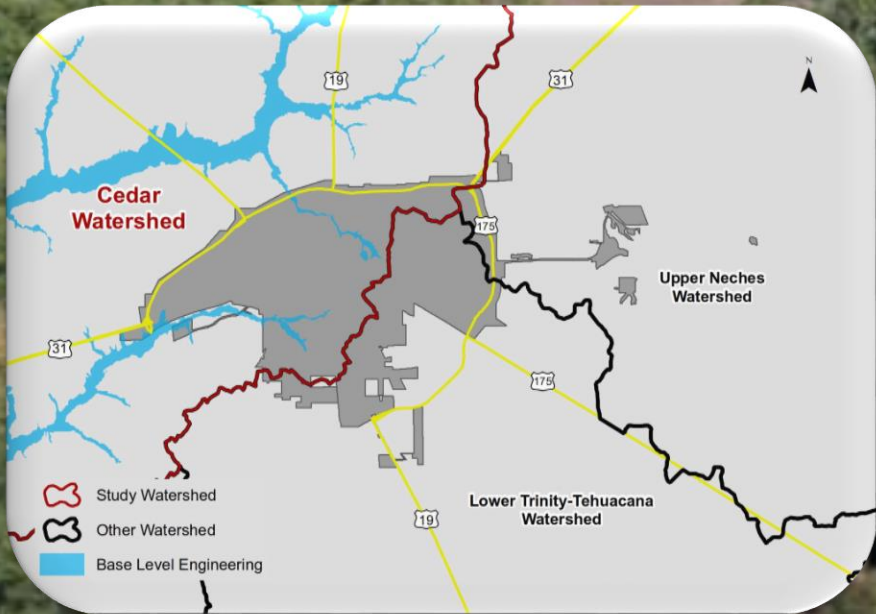 N
19
31
Cedar
Watershed
175
Upper Neches
Watershed
31
175
Study Watershed
Other Watershed
Base Level Engineering
Lower Trinity-Tehuacana
Watershed
19